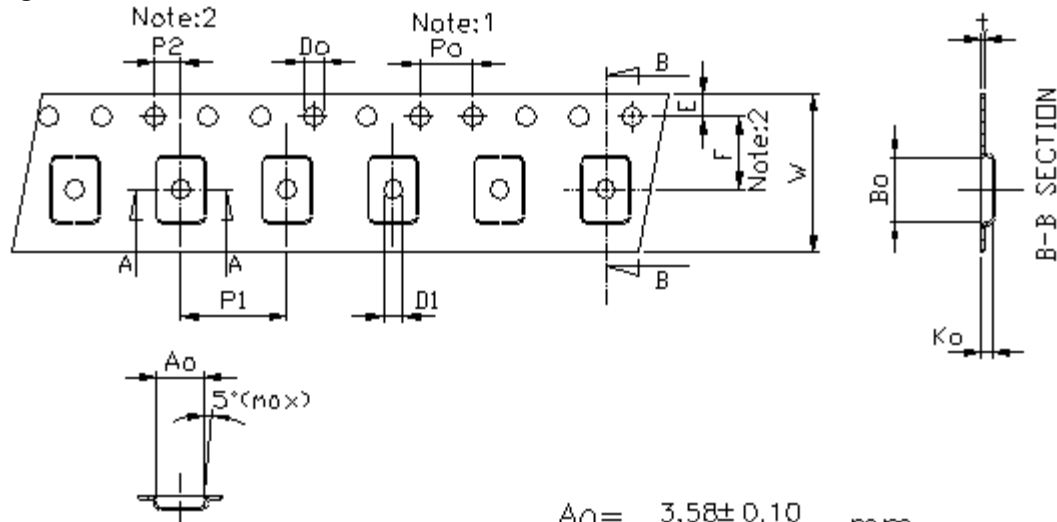 Note:2
P2
Do
Note:1
Po
B
E
F
Note:2
W
A
A
P1
D1
B
t
Bo
B-B SECTION
Ko
Ao
5°(max)
Ao= 3.58± 0.10 mm